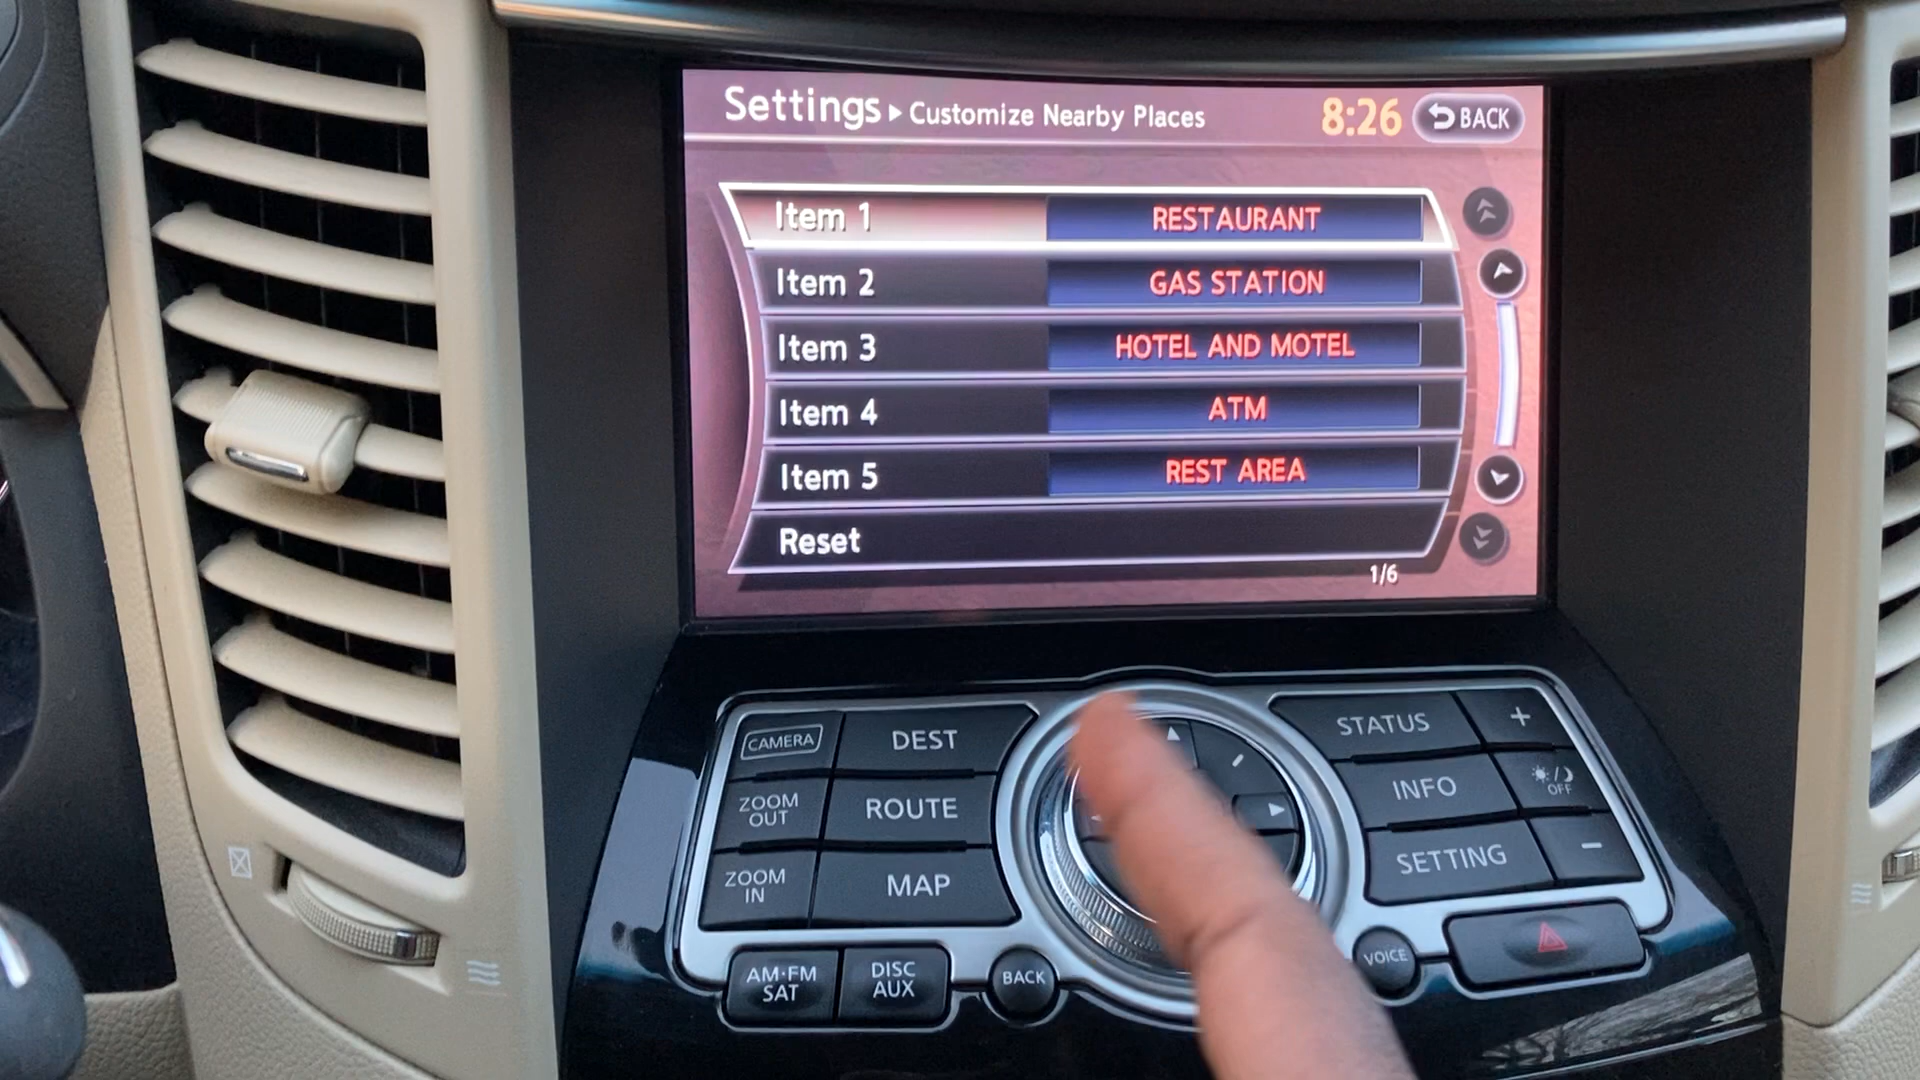 Settings ▶ Customize Nearby Places 8:26 BACK
Item 1 RESTAURANT
Item 2 GAS STATION
Item 3 HOTEL AND MOTEL
Item 4 ATM
Item 5 REST AREA
Reset
1/6
CAMERA
DEST
ZOOM OUT
ROUTE
ZOOM IN
MAP
STATUS
+
INFO
OFF
SETTING
−
AM·FM
SAT
DISC
AUX
BACK
VOICE